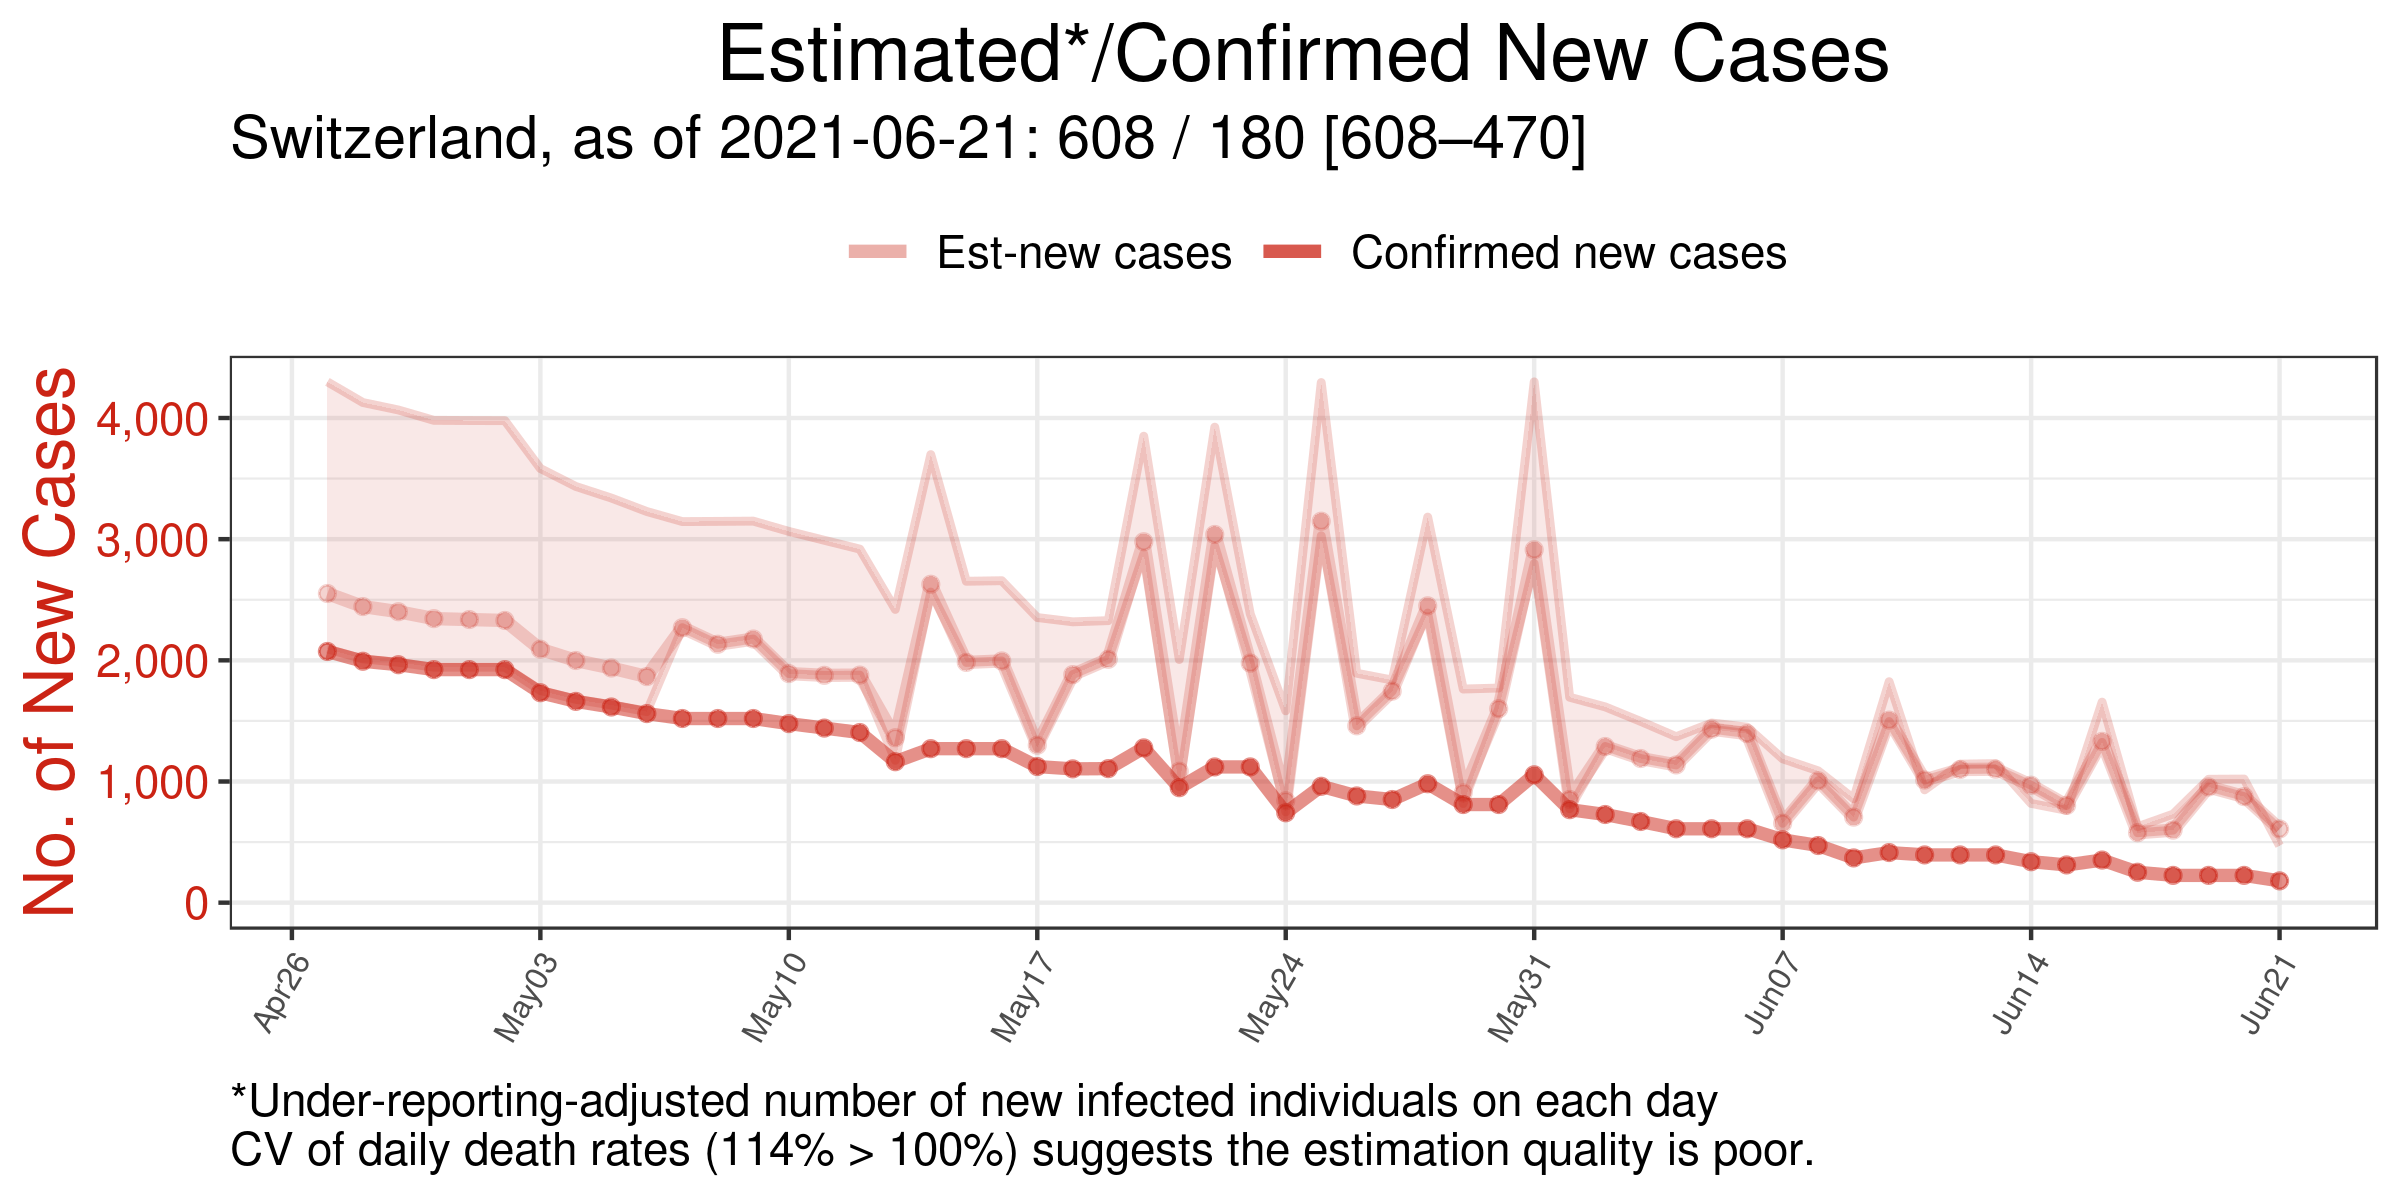 Estimated*/Confirmed New Cases
Switzerland, as of 2021-06-21: 608 / 180 [608–470]
Est-new cases
Confirmed new cases
No. of New Cases
4,000
3,000
2,000
1,000
0
Apr26
May03
May10
May17
May24
May31
Jun07
Jun14
Jun21
*Under-reporting-adjusted number of new infected individuals on each day
CV of daily death rates (114% > 100%) suggests the estimation quality is poor.